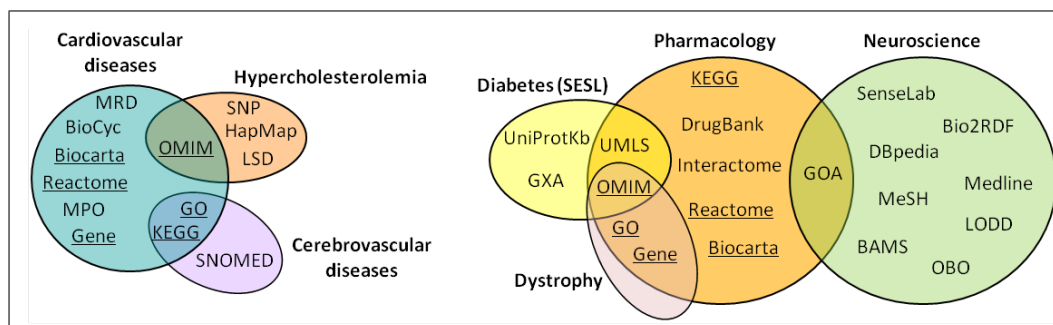 Cardiovascular
diseases
Hypercholesterolemia
MRD
BioCyc
Biocarta
Reactome
MPO
Gene
OMIM
SNP
HapMap
LSD
GO
KEGG
SNOMED
Cerebrovascular
diseases
Pharmacology
Neuroscience
Diabetes (SESL)
UniProtKb
GXA
UMLS
OMIM
GO
Gene
Dystrophy
KEGG
DrugBank
Interactome
Reactome
Biocarta
GOA
SenseLab
Bio2RDF
DBpedia
Medline
MeSH
LODD
BAMS
OBO